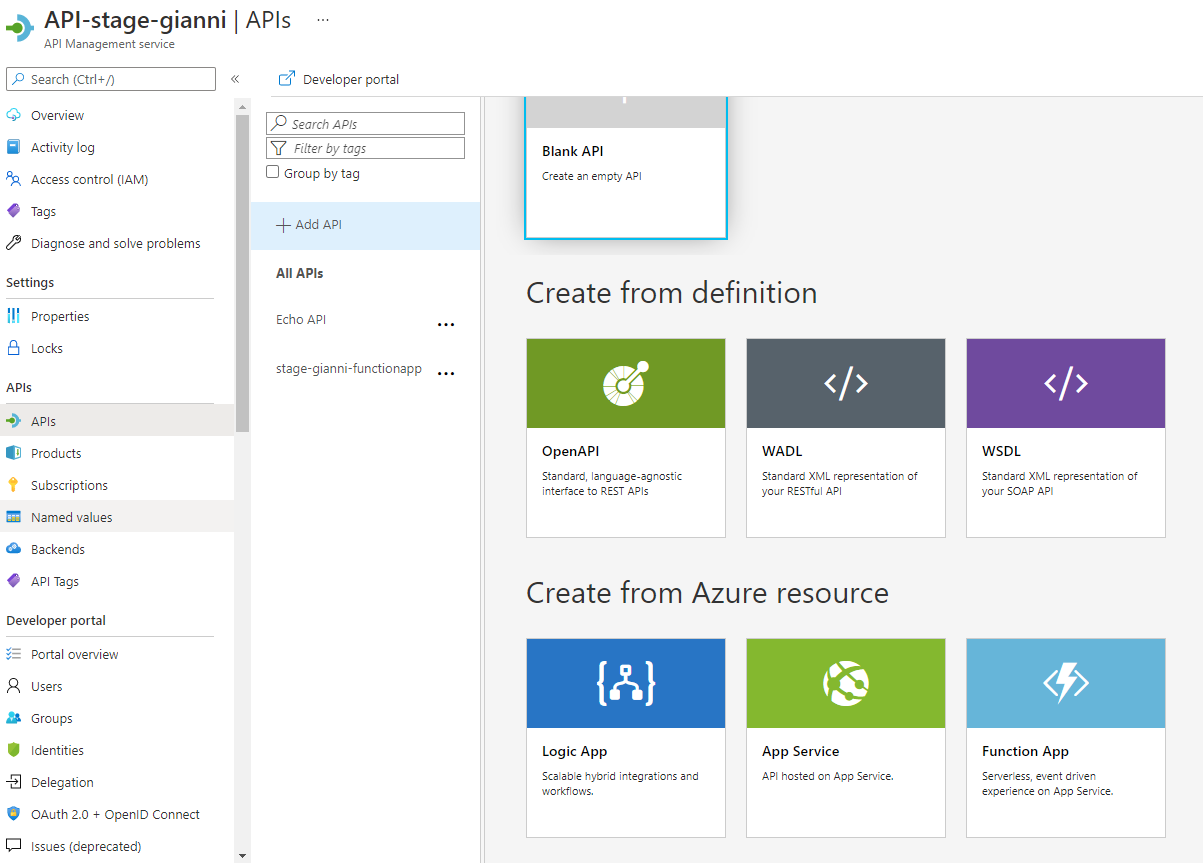 API-stage-gianni | APIs ...
API Management service
Search (Ctrl+/)
«
Overview
Activity log
Access control (IAM)
Tags
Diagnose and solve problems
Settings
Properties
Locks
APIs
APIs
Products
Subscriptions
Named values
Backends
API Tags
Developer portal
Portal overview
Users
Groups
Identities
Delegation
OAuth 2.0 + OpenID Connect
Issues (deprecated)
Developer portal
Search APIs
Filter by tags
Group by tag
+ Add API
All APIs
Echo API ...
stage-gianni-functionapp ...
Blank API
Create an empty API
Create from definition
OpenAPI
Standard, language-agnostic
interface to REST APIs
</>
WADL
Standard XML representation of
your RESTful API
</>
WSDL
Standard XML representation of
your SOAP API
Create from Azure resource
Logic App
Scalable hybrid integrations and
workflows.
App Service
API hosted on App Service.
Function App
Serverless, event driven
experience on App Service.